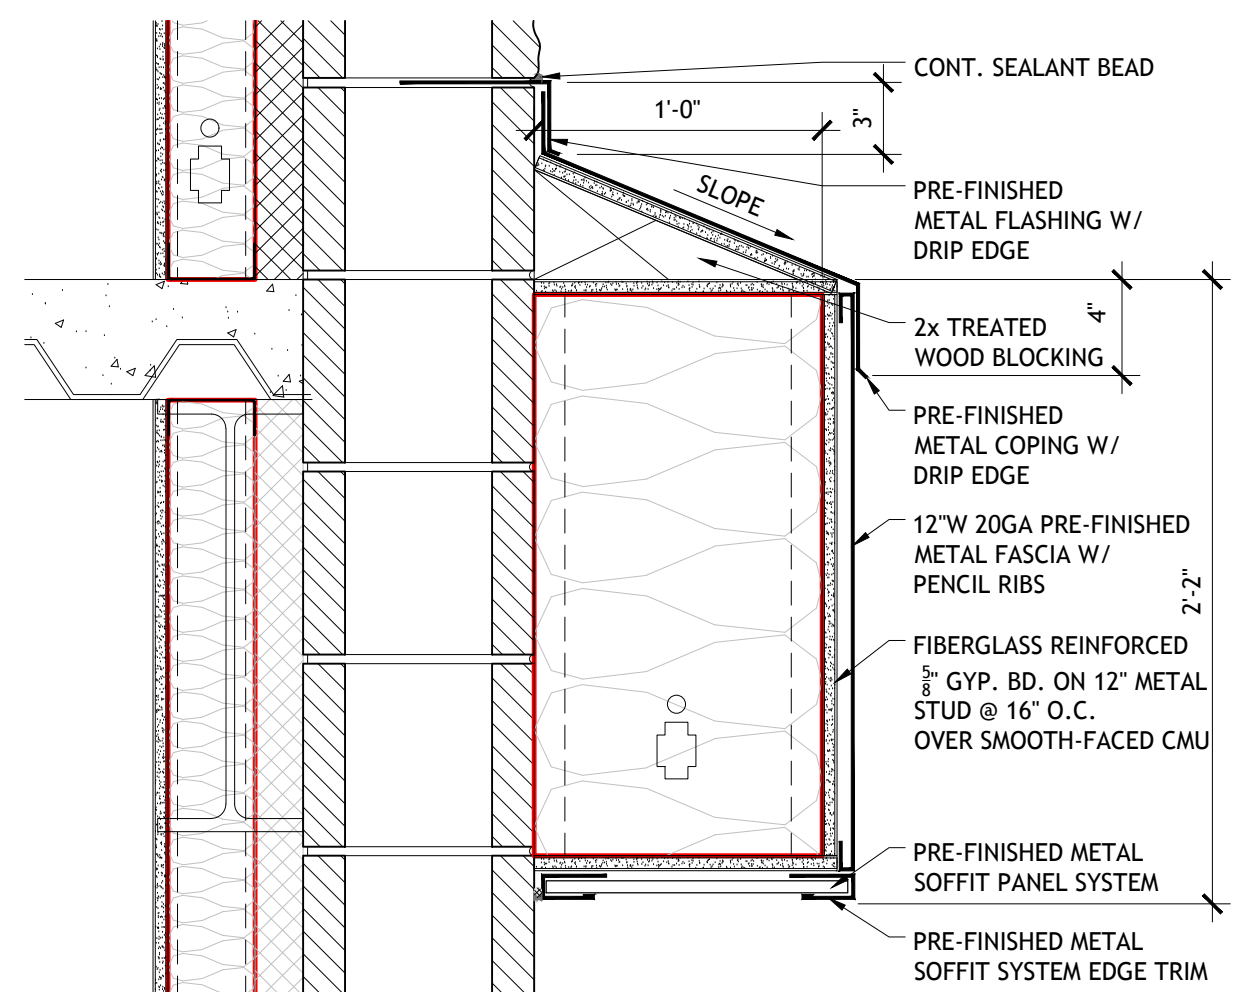 CONT. SEALANT BEAD
1'-0"
3"
SLOPE
PRE-FINISHED
METAL FLASHING W/
DRIP EDGE
2x TREATED
WOOD BLOCKING
4"
PRE-FINISHED
METAL COPING W/
DRIP EDGE
12"W 20GA PRE-FINISHED
METAL FASCIA W/
PENCIL RIBS
2'-2"
FIBERGLASS REINFORCED
5/8" GYP. BD. ON 12" METAL
STUD @ 16" O.C.
OVER SMOOTH-FACED CMU
PRE-FINISHED METAL
SOFFIT PANEL SYSTEM
PRE-FINISHED METAL
SOFFIT SYSTEM EDGE TRIM